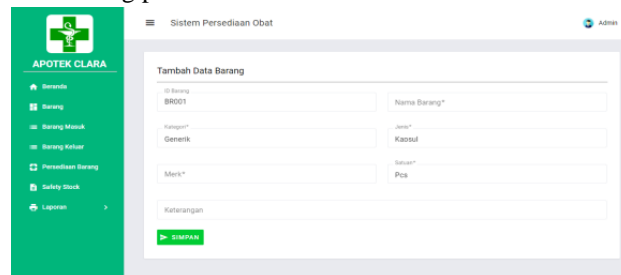 Sistem Persediaan Obat
Admin
APOTEK CLARA
Beranda
Barang
Barang Masuk
Barang Keluar
Persediaan Barang
Safety Stock
Laporan >
Tambah Data Barang
ID Barang
BR001
Nama Barang*
Kategori*
Generik
Jenis*
Kaosul
Merk*
Satuan*
Pcs
Keterangan
SIMPAN